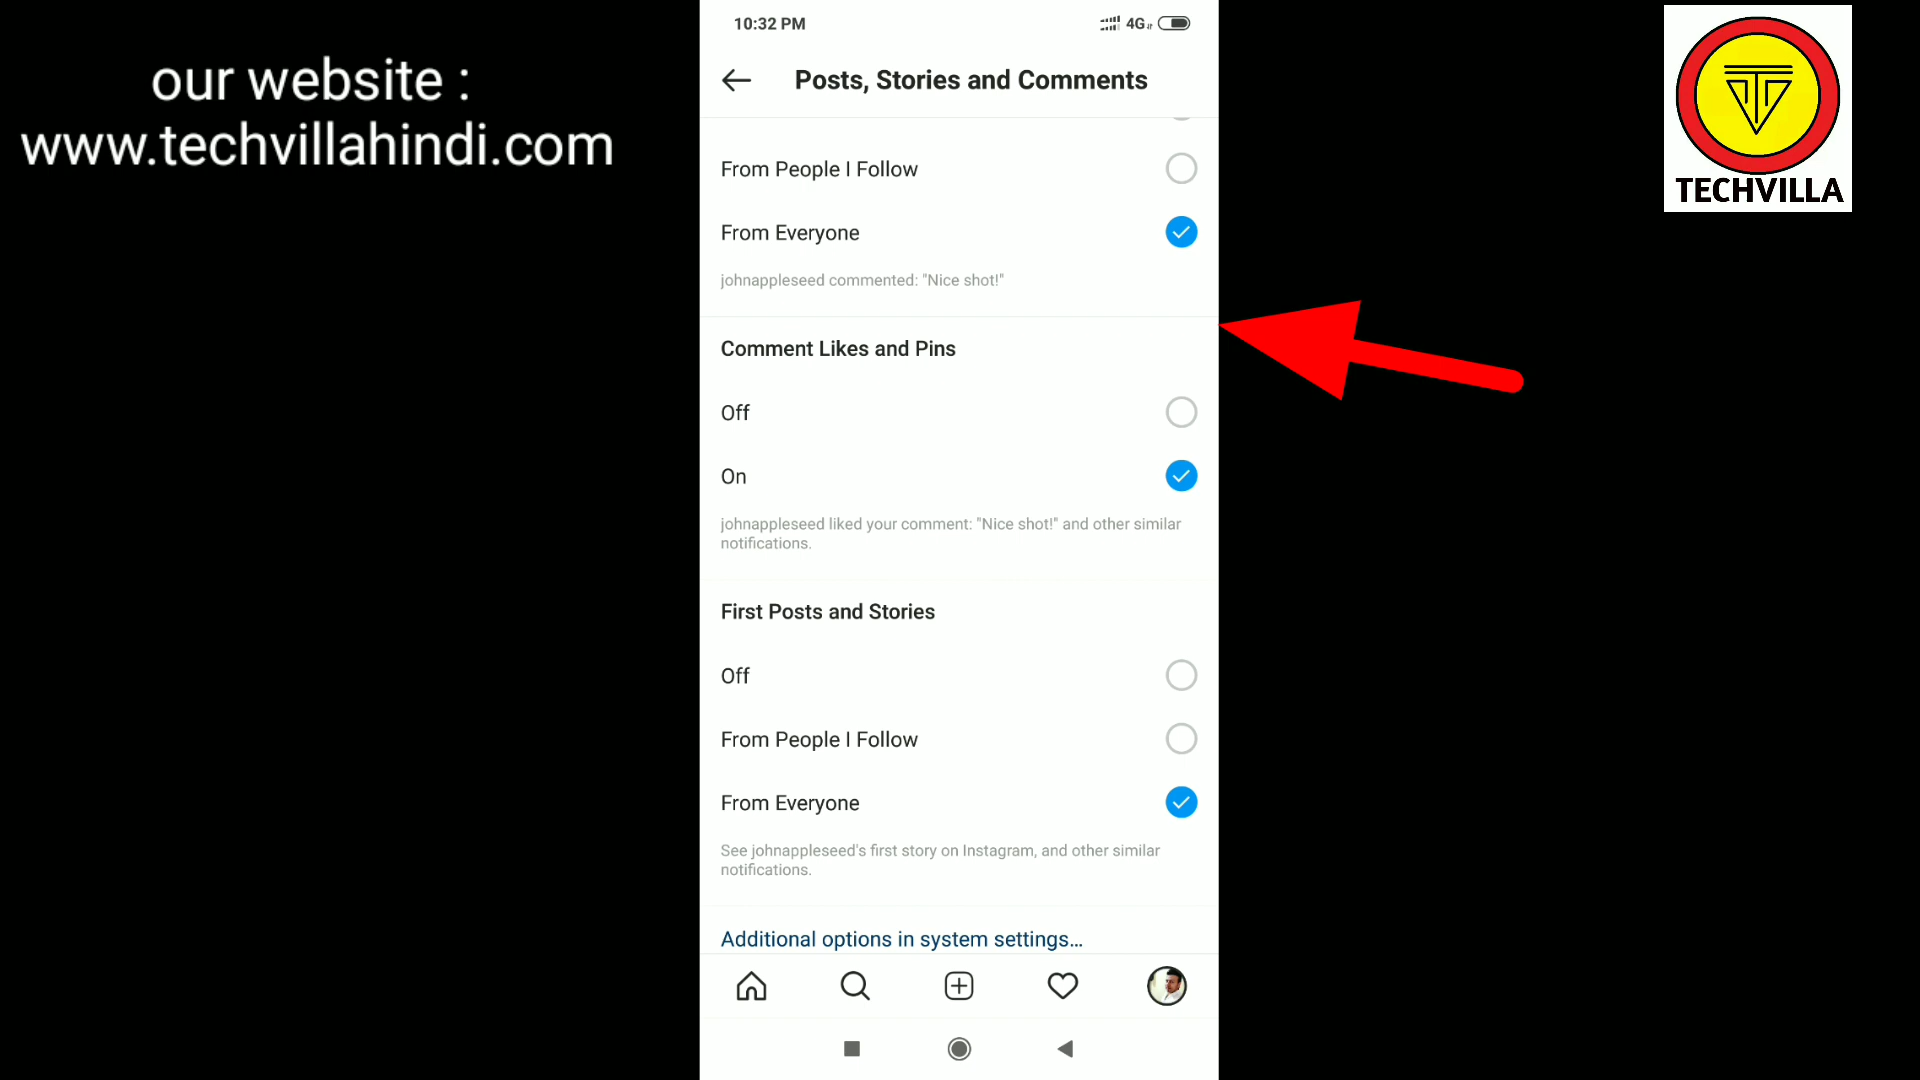 our website :
www.techvillahindi.com
10:32 PM
4G
Posts, Stories and Comments
From People I Follow
From Everyone
johnappleseed commented: "Nice shot!"
Comment Likes and Pins
Off
On
johnappleseed liked your comment: "Nice shot!" and other similar
notifications.
First Posts and Stories
Off
From People I Follow
From Everyone
See johnappleseed's first story on Instagram, and other similar
notifications.
Additional options in system settings...
TECHVILLA